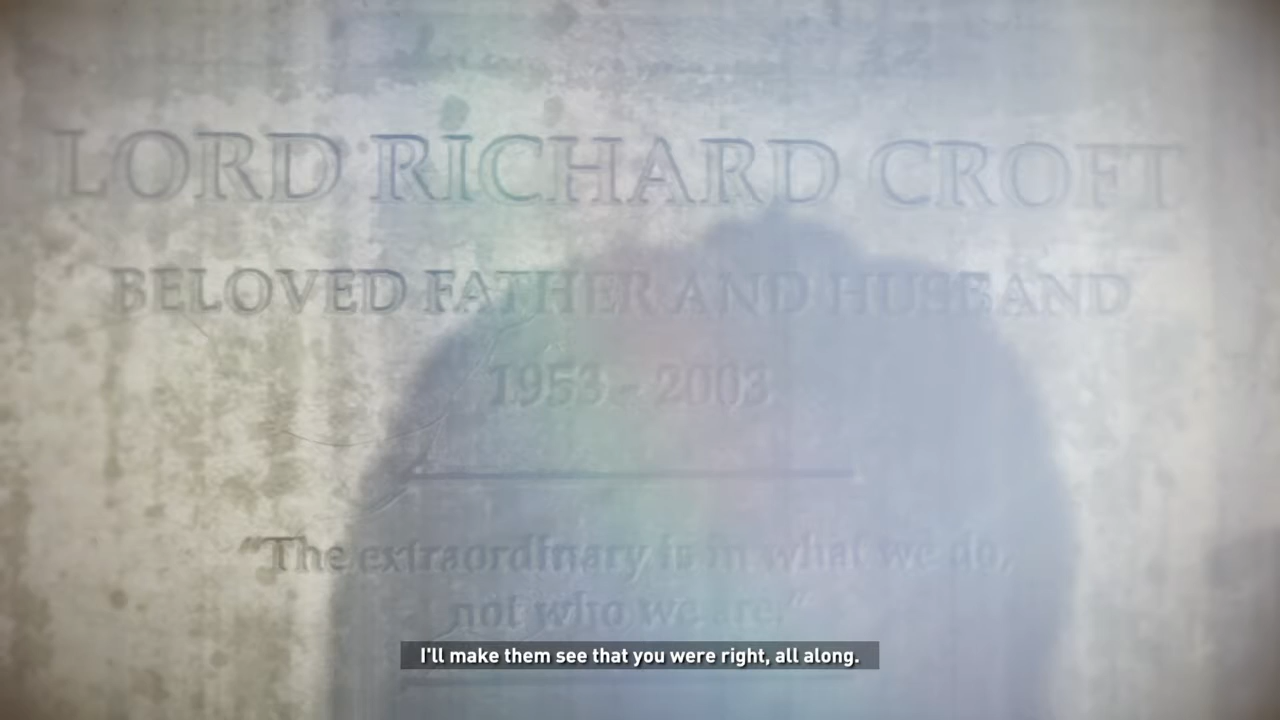 LORD RICHARD CROFT
BELOVED FATHER AND HUSBAND
1953 - 2003
"The extraordinary is in what we do,
not who we are."
I'll make them see that you were right, all along.